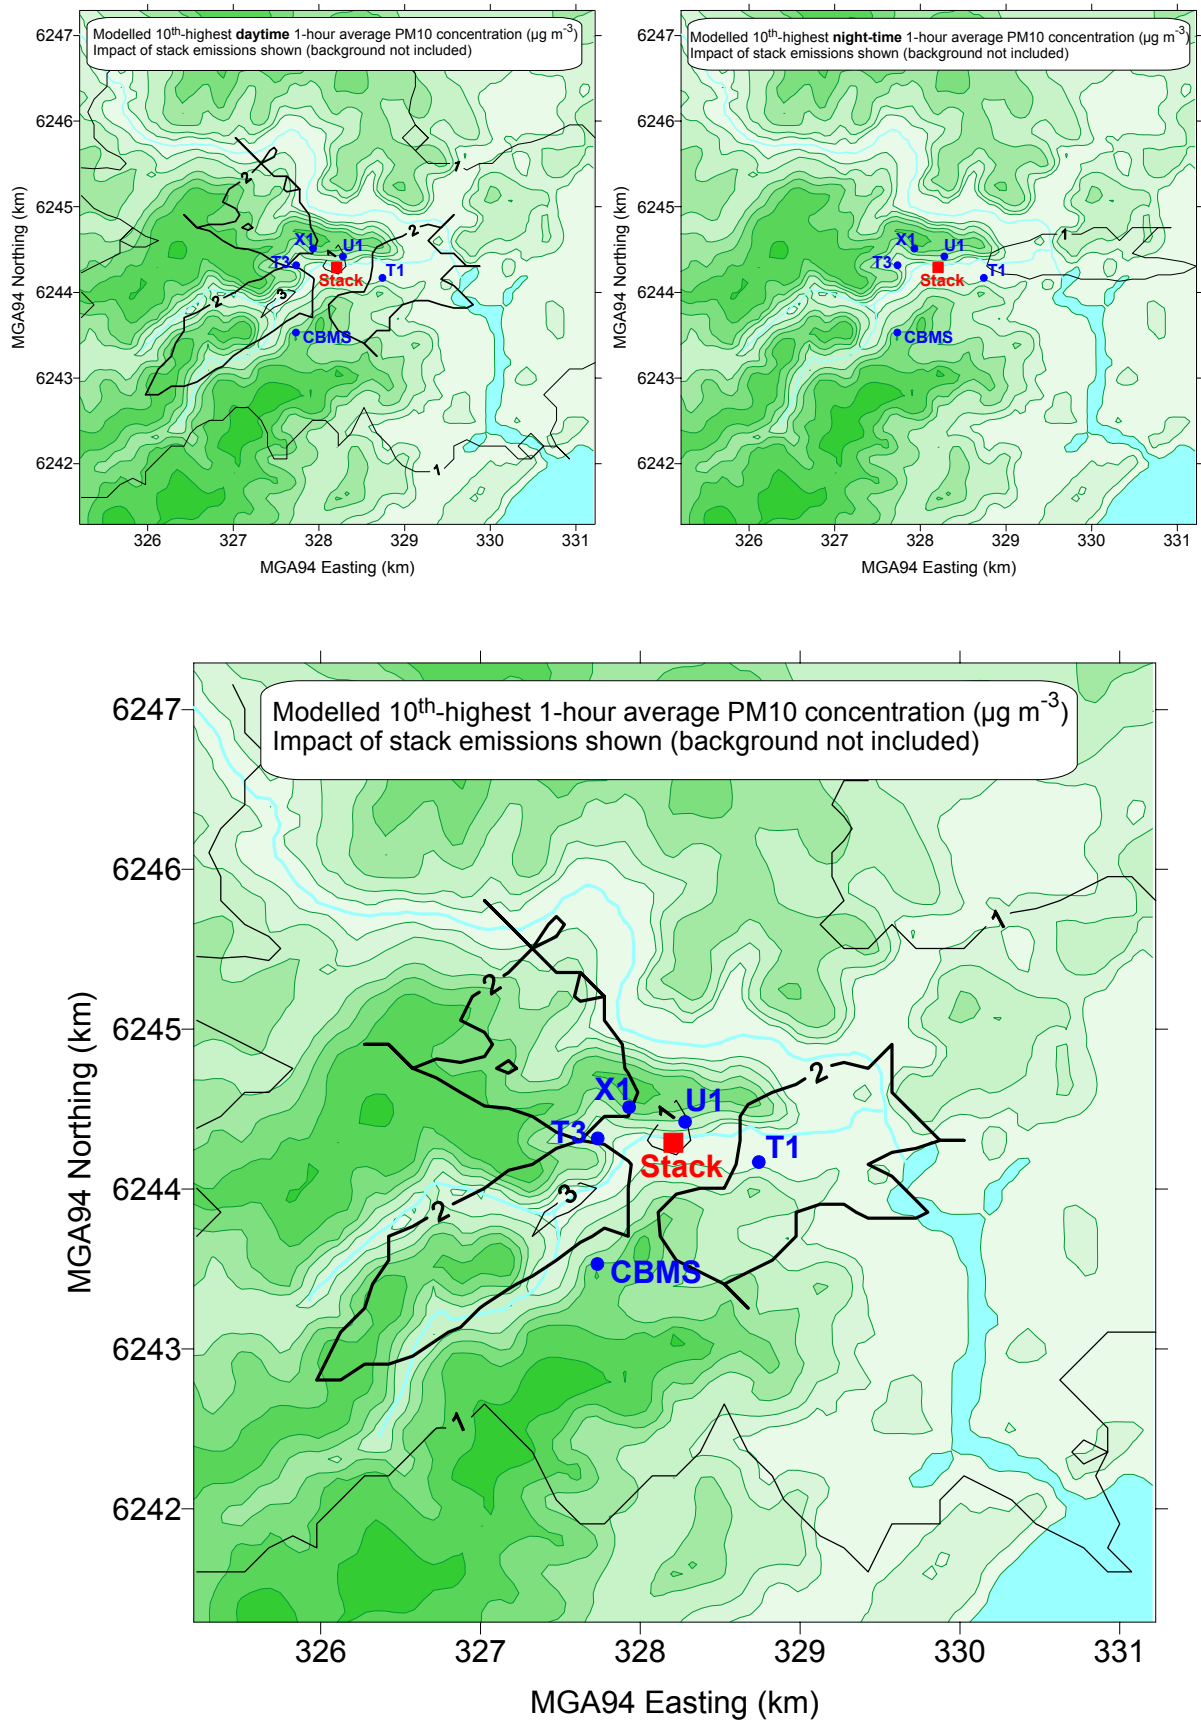 Modelled 10th-highest daytime 1-hour average PM10 concentration (µg m-3)
Impact of stack emissions shown (background not included)
6247
6246
6245
6244
6243
6242
MGA94 Northing (km)
2
1
2
X1
U1
1
T3
T1
Stack
3
2
CBMS
1
326
327
328
329
330
331
MGA94 Easting (km)
Modelled 10th-highest night-time 1-hour average PM10 concentration (µg m-3)
Impact of stack emissions shown (background not included)
6247
6246
6245
6244
6243
6242
MGA94 Northing (km)
1
X1
U1
T3
T1
Stack
CBMS
326
327
328
329
330
331
MGA94 Easting (km)
Modelled 10th-highest 1-hour average PM10 concentration (µg m-3)
Impact of stack emissions shown (background not included)
6247
6246
6245
6244
6243
6242
MGA94 Northing (km)
1
2
2
X1
1
U1
T3
T1
Stack
3
2
CBMS
1
326
327
328
329
330
331
MGA94 Easting (km)